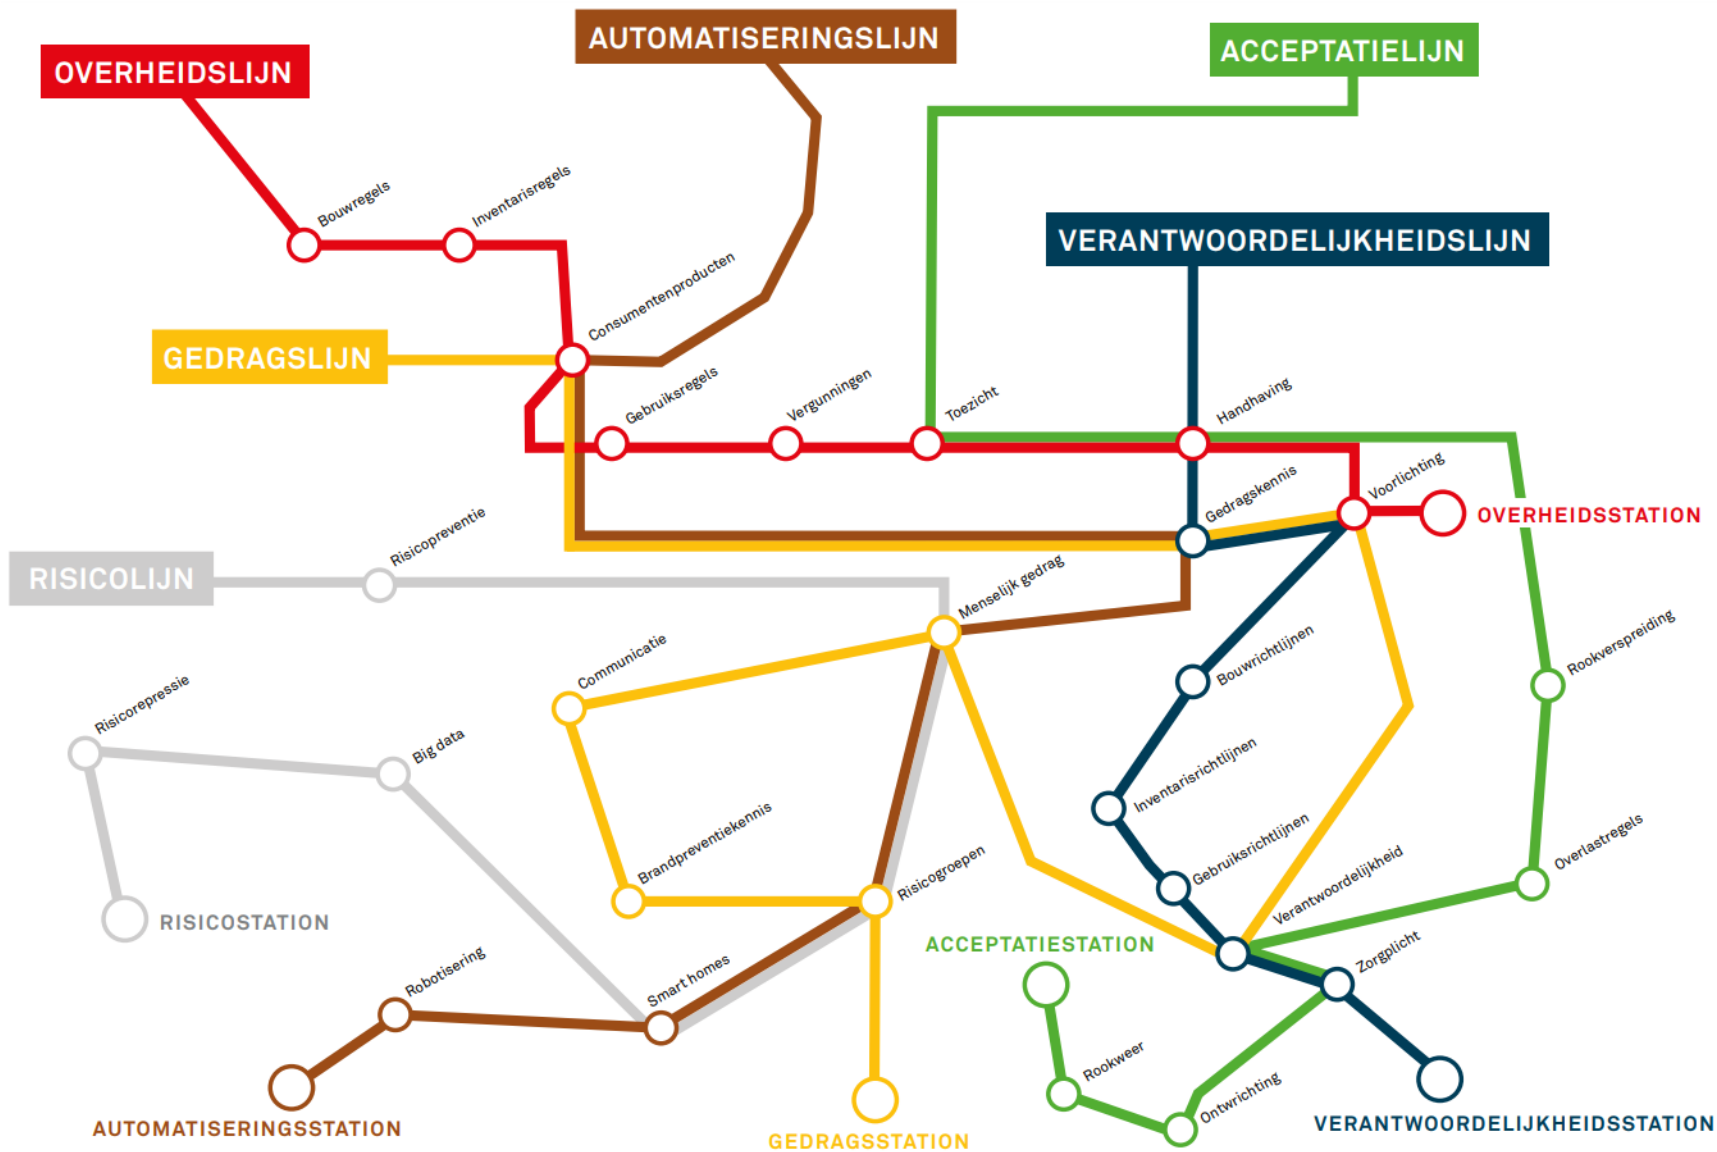 AUTOMATISERINGSLIJN
ACCEPTATIELIJN
OVERHEIDSLIJN
Bouwregels
Inventarisregels
VERANTWOORDELIJKHEIDSLIJN
Consumentenproducten
GEDRAGSLIJN
Gebruiksregels
Vergunningen
Toezicht
Handhaving
Voorlichting
Gedragskennis
OVERHEIDSSTATION
Risicopreventie
RISICOLIJN
Menselijk gedrag
Communicatie
Bouwrichtlijnen
Rookverspreiding
Risicorepressie
Big data
Inventarisrichtlijnen
Brandpreventiekennis
Gebruiksrichtlijnen
Overlastregels
Risicogroepen
Verantwoordelijkheid
RISICOSTATION
ACCEPTATIESTATION
Zorgplicht
Robotisering
Smart homes
Rookweer
Ontwrichting
AUTOMATISERINGSSTATION
GEDRAGSSTATION
VERANTWOORDELIJKHEIDSSTATION